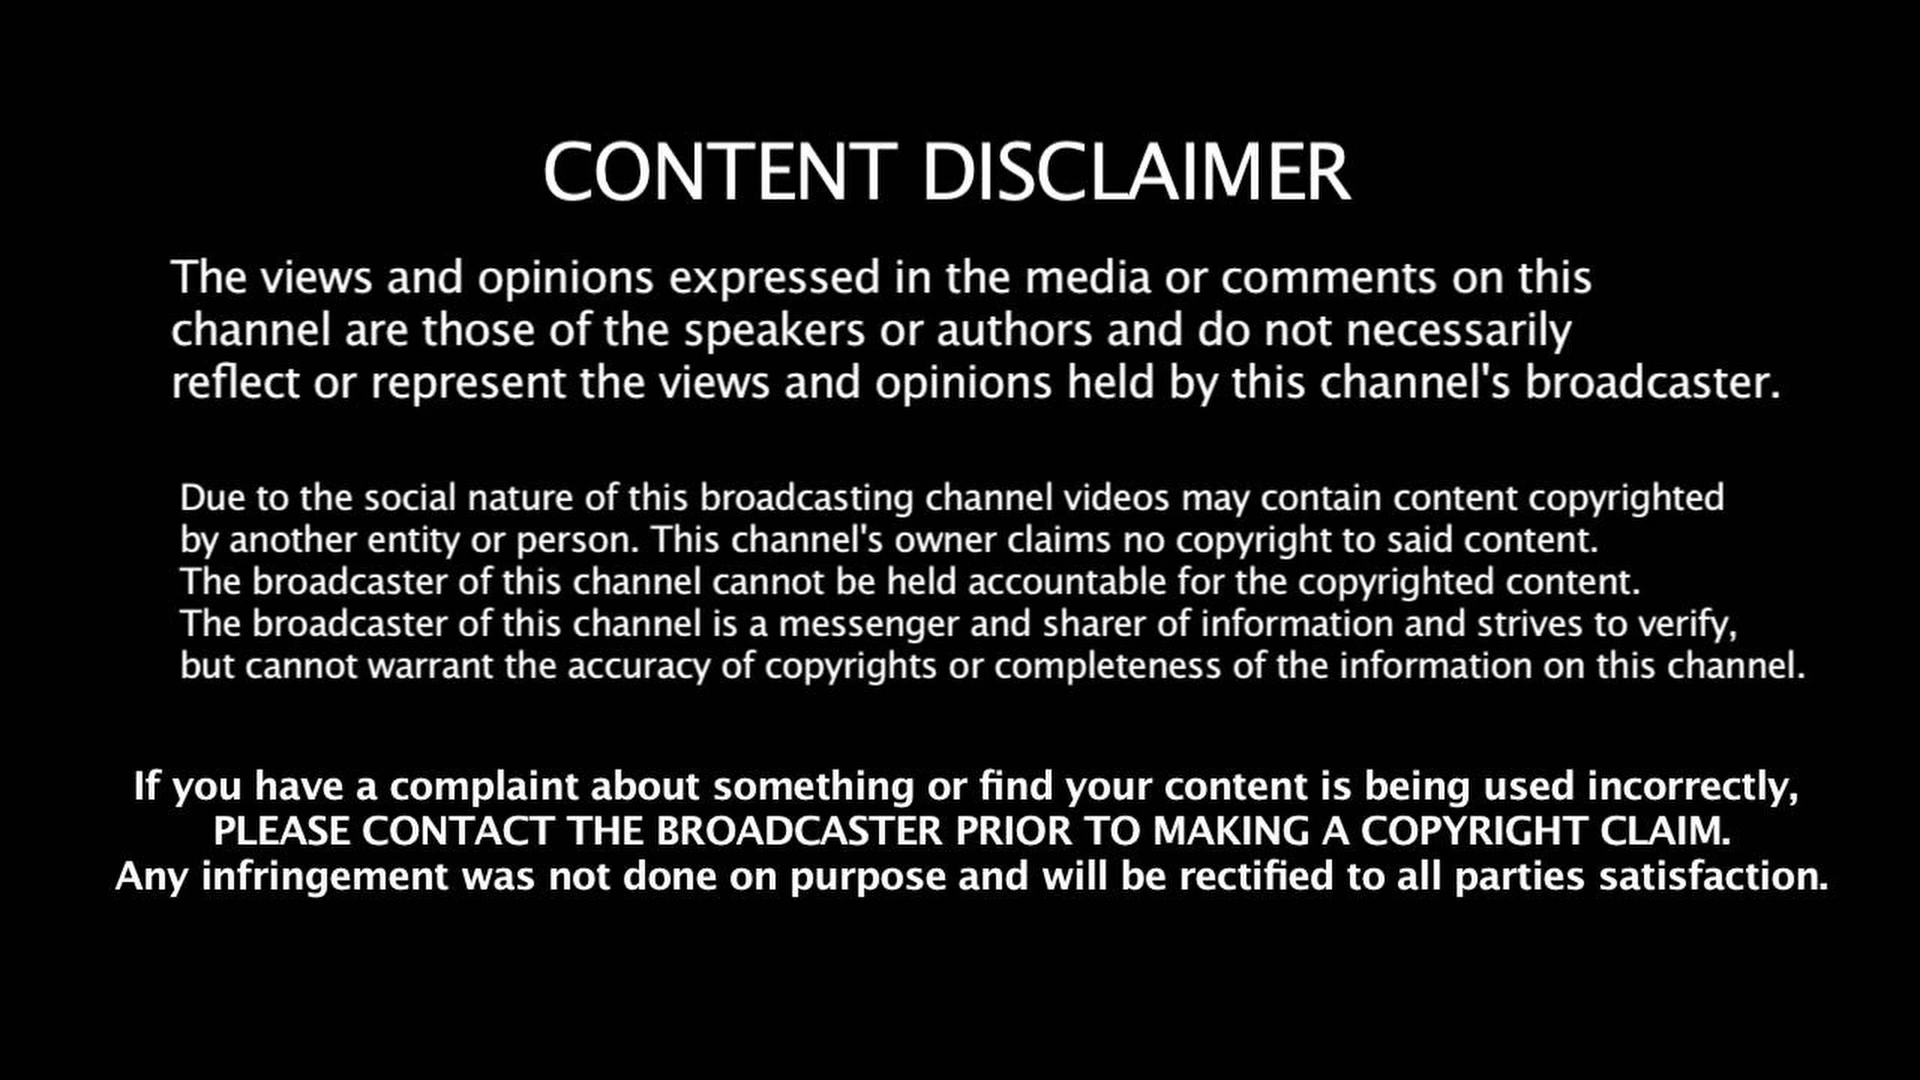 CONTENT DISCLAIMER
The views and opinions expressed in the media or comments on this
channel are those of the speakers or authors and do not necessarily
reflect or represent the views and opinions held by this channel's broadcaster.
Due to the social nature of this broadcasting channel videos may contain content copyrighted
by another entity or person. This channel's owner claims no copyright to said content.
The broadcaster of this channel cannot be held accountable for the copyrighted content.
The broadcaster of this channel is a messenger and sharer of information and strives to verify,
but cannot warrant the accuracy of copyrights or completeness of the information on this channel.
If you have a complaint about something or find your content is being used incorrectly,
PLEASE CONTACT THE BROADCASTER PRIOR TO MAKING A COPYRIGHT CLAIM.
Any infringement was not done on purpose and will be rectified to all parties satisfaction.